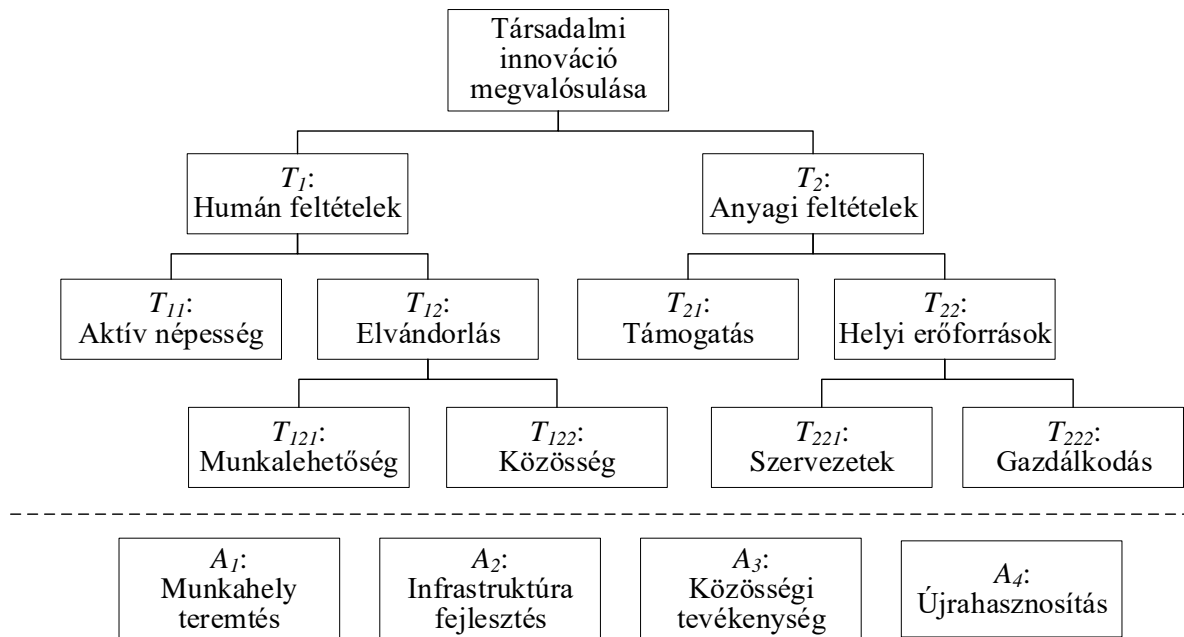 Társadalmi
innováció
megvalósulása
T1:
Humán feltételek
T2:
Anyagi feltételek
T11:
Aktív népesség
T12:
Elvándorlás
T21:
Támogatás
T22:
Helyi erőforrások
T121:
Munkalehetőség
T122:
Közösség
T221:
Szervezetek
T222:
Gazdálkodás
A1:
Munkahely
teremtés
A2:
Infrastruktúra
fejlesztés
A3:
Közösségi
tevékenység
A4:
Újrahasznosítás